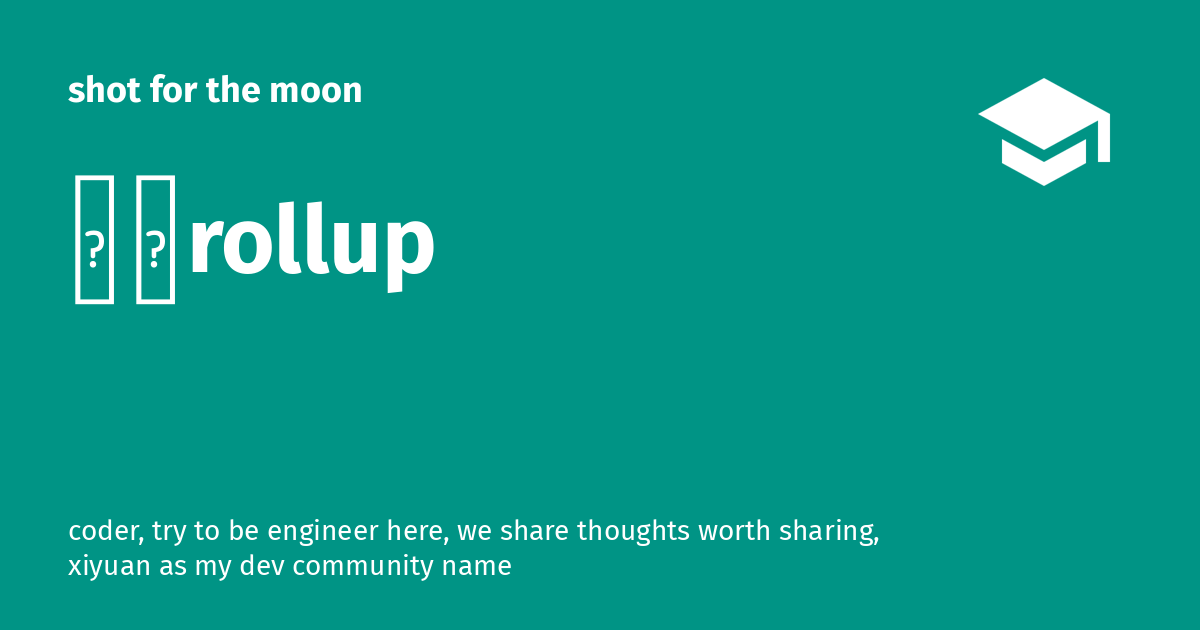 shot for the moon
rollup
coder, try to be engineer here, we share thoughts worth sharing,
xiyuan as my dev community name